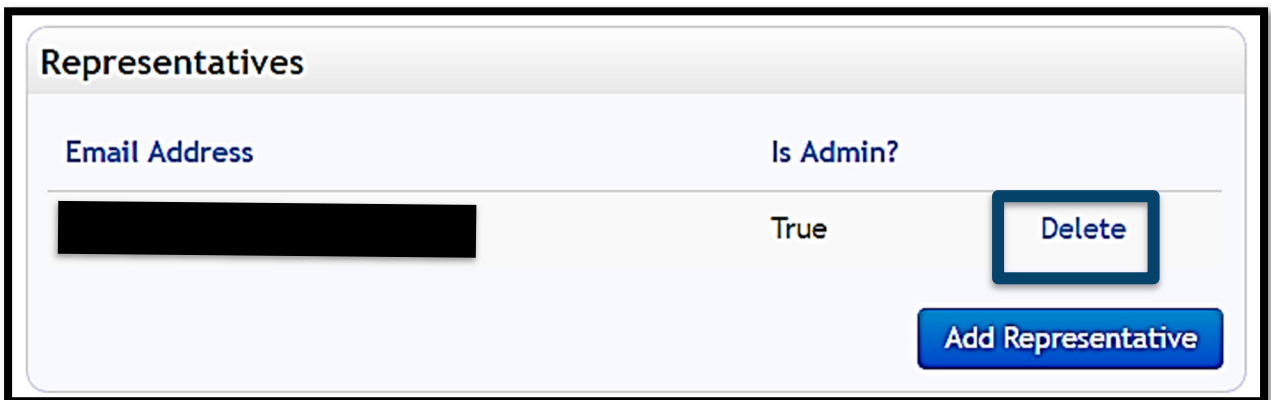 Representatives
Email Address Is Admin?
True Delete
Add Representative